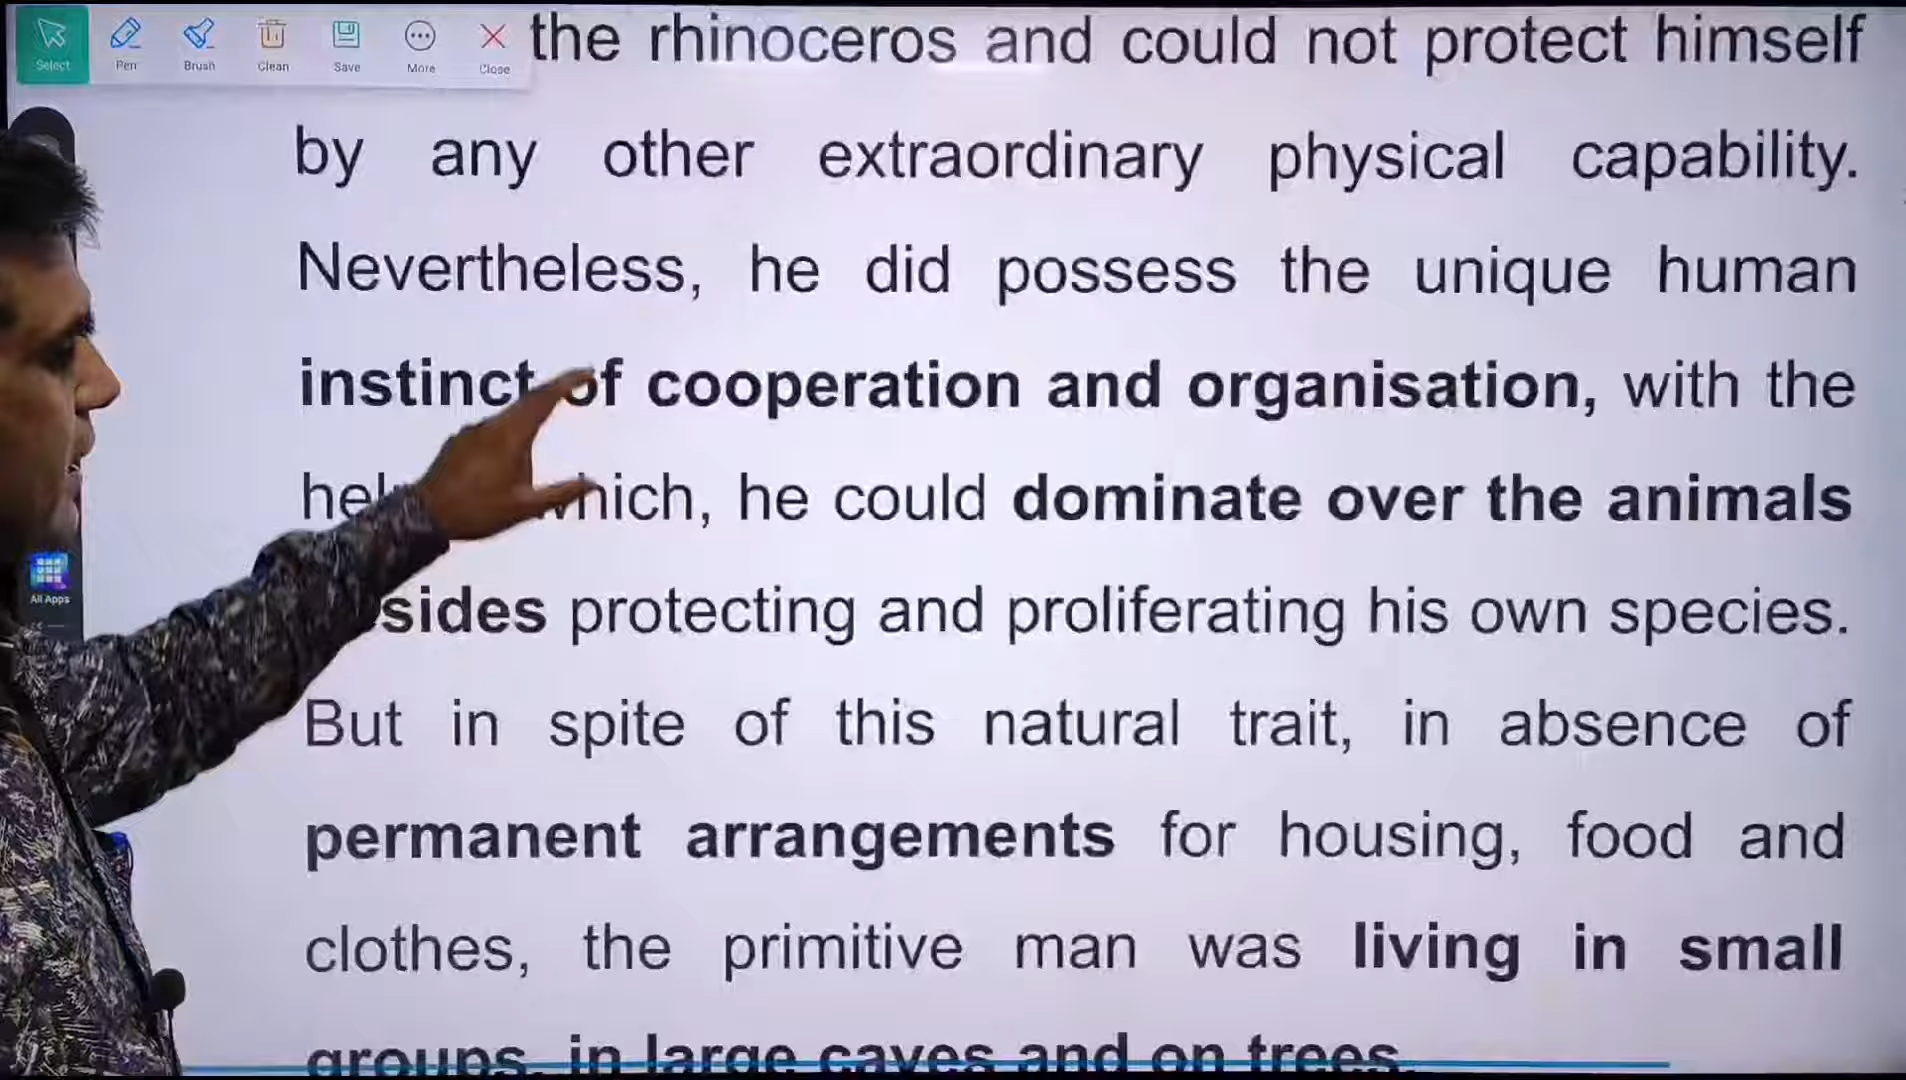 Select Pen Brush Clean Save More Close
the rhinoceros and could not protect himself
by any other extraordinary physical capability.
Nevertheless, he did possess the unique human
instinct of cooperation and organisation, with the
hich, he could dominate over the animals
sides protecting and proliferating his own species.
But in spite of this natural trait, in absence of
permanent arrangements for housing, food and
clothes, the primitive man was living in small
groups, in large caves and on trees.
All Apps